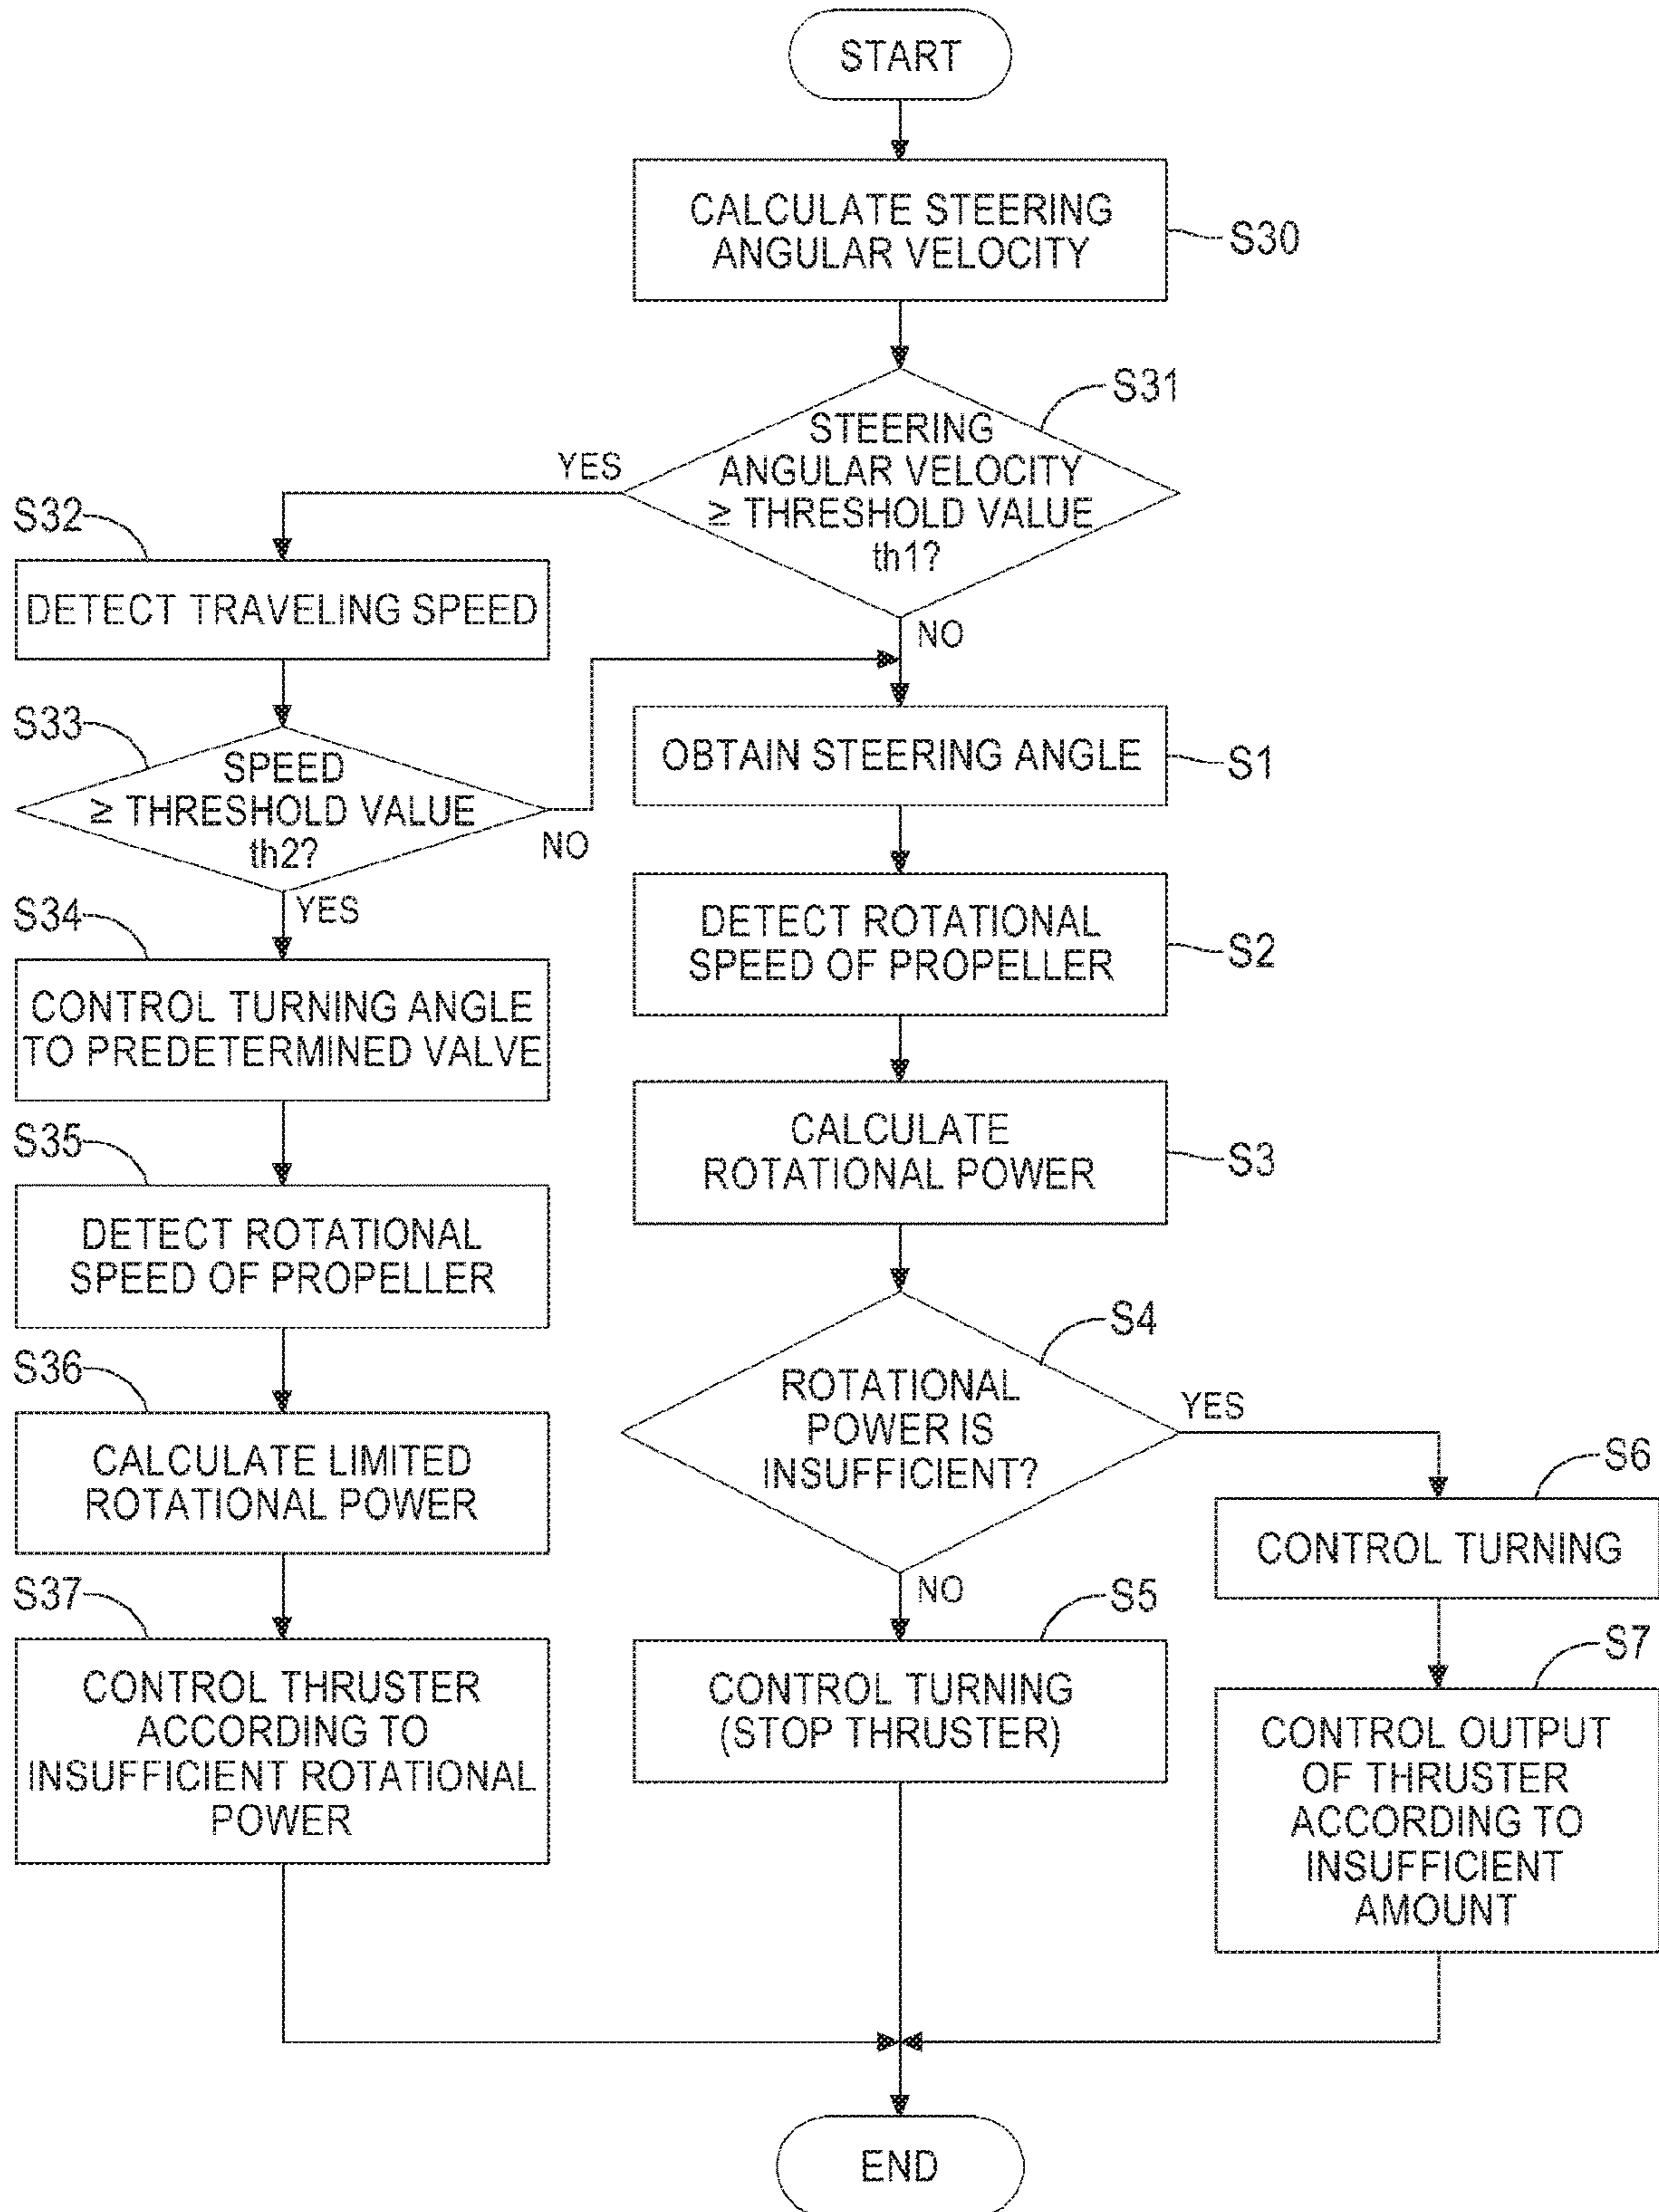 START
CALCULATE STEERING
ANGULAR VELOCITY
S30
STEERING
ANGULAR VELOCITY
≥ THRESHOLD VALUE
th1?
S31
YES
NO
S32
DETECT TRAVELING SPEED
S33
SPEED
≥ THRESHOLD VALUE
th2?
NO
YES
S34
CONTROL TURNING ANGLE
TO PREDETERMINED VALVE
S35
DETECT ROTATIONAL
SPEED OF PROPELLER
S36
CALCULATE LIMITED
ROTATIONAL POWER
S37
CONTROL THRUSTER
ACCORDING TO
INSUFFICIENT ROTATIONAL
POWER
OBTAIN STEERING ANGLE
S1
DETECT ROTATIONAL
SPEED OF PROPELLER
S2
CALCULATE
ROTATIONAL POWER
S3
S4
ROTATIONAL
POWER IS
INSUFFICIENT?
YES
NO
S5
CONTROL TURNING
(STOP THRUSTER)
S6
CONTROL TURNING
S7
CONTROL OUTPUT
OF THRUSTER
ACCORDING TO
INSUFFICIENT
AMOUNT
END